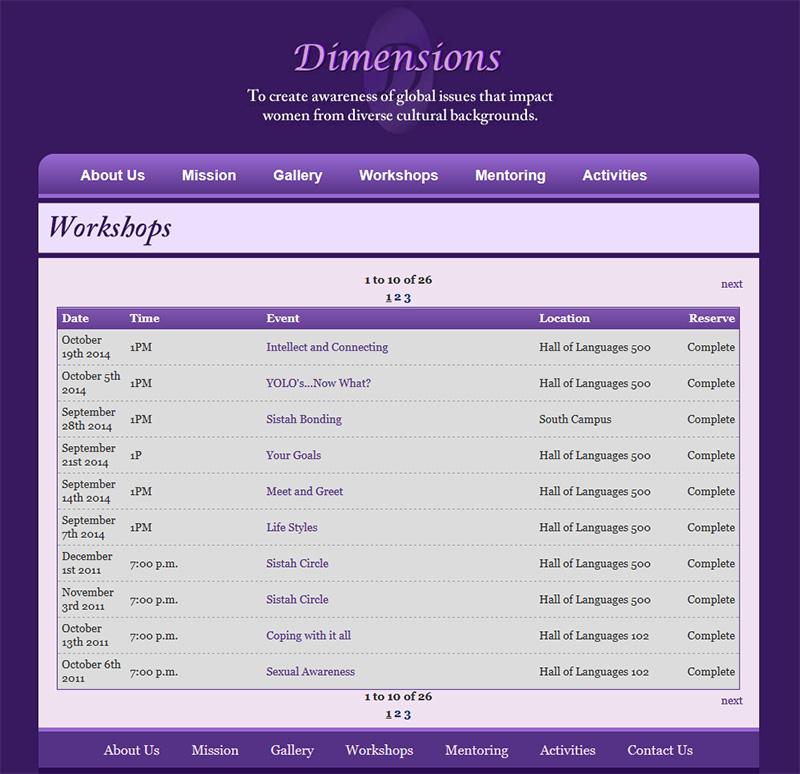 Dimensions
To create awareness of global issues that impact
women from diverse cultural backgrounds.
About Us Mission Gallery Workshops Mentoring Activities
Workshops
1 to 10 of 26
next
1 2 3
Date Time Event Location Reserve
October
19th 2014 1PM Intellect and Connecting Hall of Languages 500 Complete
October 5th
2014 1PM YOLO's...Now What? Hall of Languages 500 Complete
September
28th 2014 1PM Sistah Bonding South Campus Complete
September
21st 2014 1P Your Goals Hall of Languages 500 Complete
September
14th 2014 1PM Meet and Greet Hall of Languages 500 Complete
September
7th 2014 1PM Life Styles Hall of Languages 500 Complete
December
1st 2011 7:00 p.m. Sistah Circle Hall of Languages 500 Complete
November
3rd 2011 7:00 p.m. Sistah Circle Hall of Languages 500 Complete
October
13th 2011 7:00 p.m. Coping with it all Hall of Languages 102 Complete
October 6th
2011 7:00 p.m. Sexual Awareness Hall of Languages 102 Complete
1 to 10 of 26
next
1 2 3
About Us Mission Gallery Workshops Mentoring Activities Contact Us